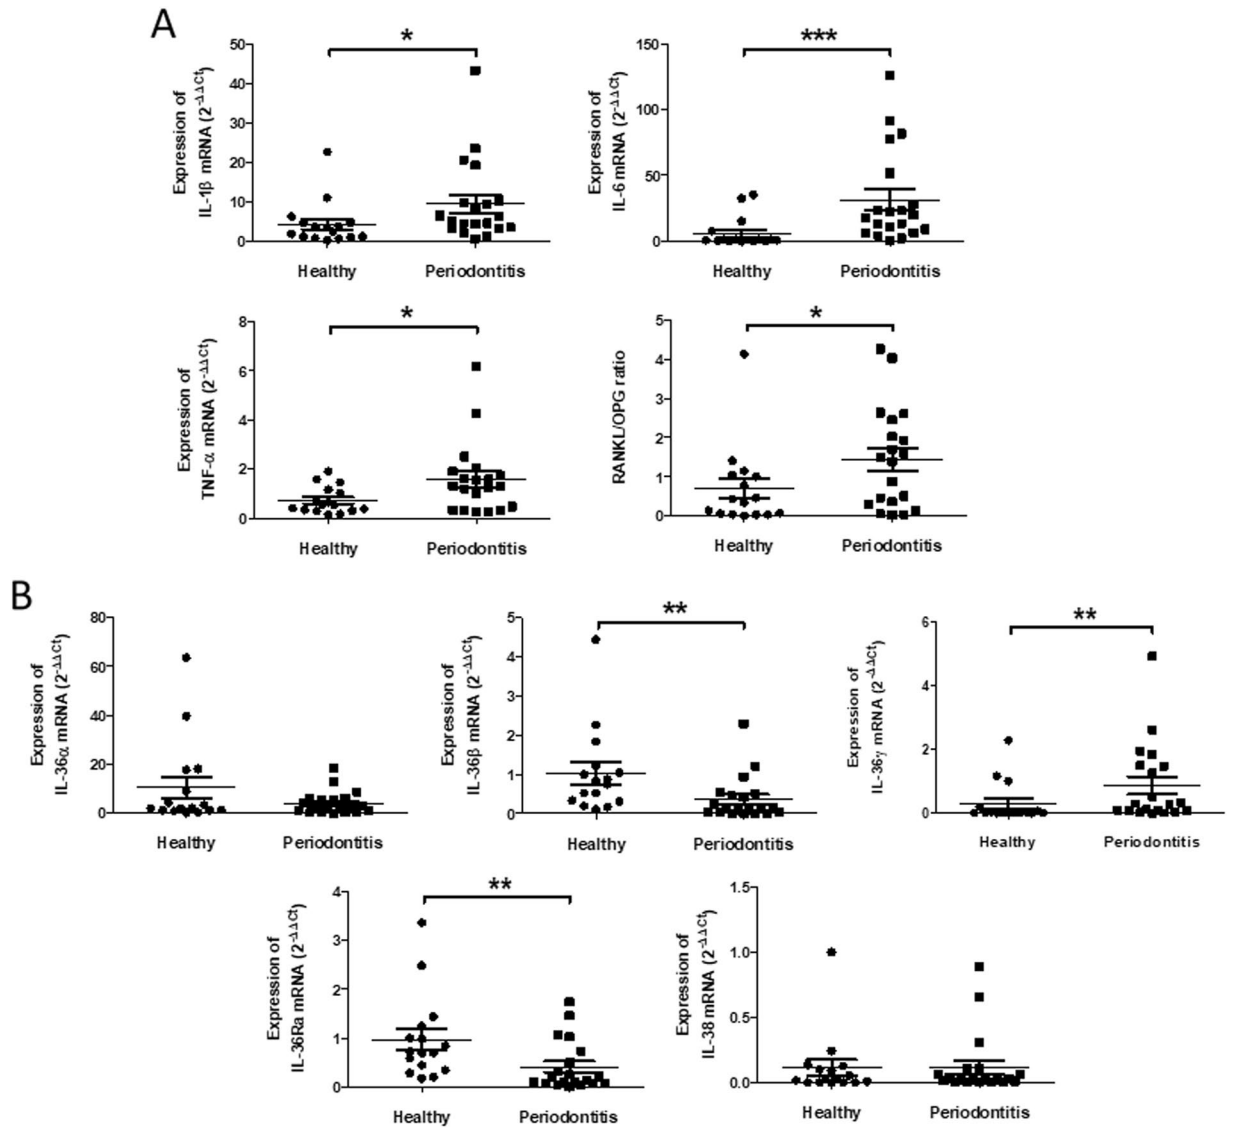 A
*
Expression of
IL-1β mRNA (2^-ΔΔCt)
50
40
30
20
10
0
Healthy
Periodontitis
***
Expression of
IL-6 mRNA (2^-ΔΔCt)
150
100
50
0
Healthy
Periodontitis
*
Expression of
TNF-α mRNA (2^-ΔΔCt)
8
6
4
2
0
Healthy
Periodontitis
*
RANKL/OPG ratio
5
4
3
2
1
0
Healthy
Periodontitis
B
Expression of
IL-36α mRNA (2^-ΔΔCt)
80
60
40
20
0
Healthy
Periodontitis
**
Expression of
IL-36β mRNA (2^-ΔΔCt)
5
4
3
2
1
0
Healthy
Periodontitis
**
Expression of
IL-36γ mRNA (2^-ΔΔCt)
6
4
2
0
Healthy
Periodontitis
**
Expression of
IL-36Ra mRNA (2^-ΔΔCt)
4
3
2
1
0
Healthy
Periodontitis
Expression of
IL-38 mRNA (2^-ΔΔCt)
1.5
1.0
0.5
0.0
Healthy
Periodontitis